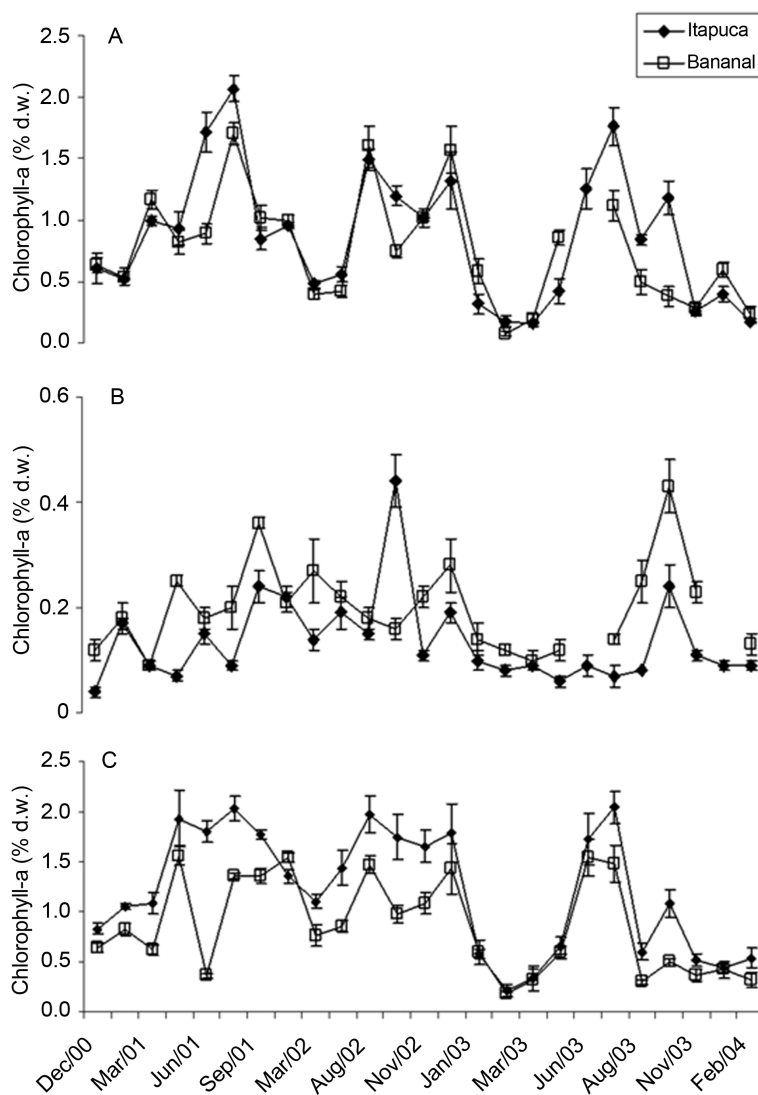 A
Itapuca
Bananal
Chlorophyll-a (% d.w.)
2.5
2.0
1.5
1.0
0.5
0.0
B
Chlorophyll-a (% d.w.)
0.6
0.4
0.2
0
C
Chlorophyll-a (% d.w.)
2.5
2.0
1.5
1.0
0.5
0.0
Dec/00
Mar/01
Jun/01
Sep/01
Mar/02
Aug/02
Nov/02
Jan/03
Mar/03
Jun/03
Aug/03
Nov/03
Feb/04